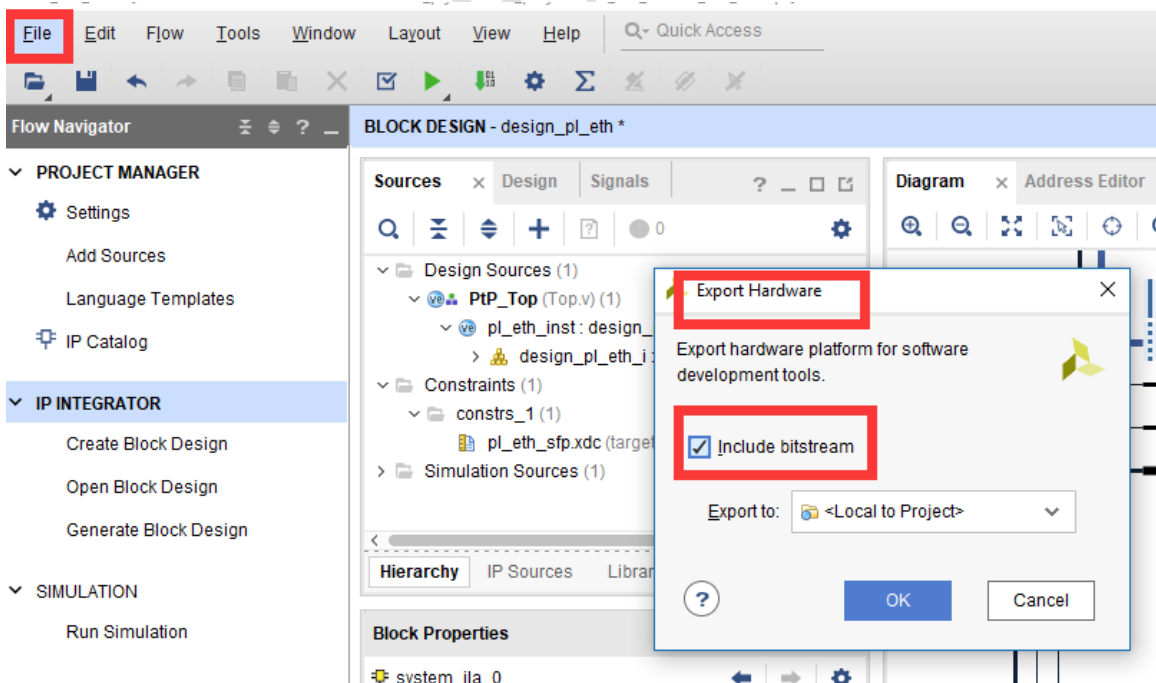 File Edit Flow Tools Window Layout View Help Quick Access
Flow Navigator
BLOCK DESIGN - design_pl_eth *
PROJECT MANAGER
Settings
Add Sources
Language Templates
IP Catalog
IP INTEGRATOR
Create Block Design
Open Block Design
Generate Block Design
SIMULATION
Run Simulation
Sources Design Signals
0
Design Sources (1)
PtP_Top (Top.v) (1)
pl_eth_inst : design_
design_pl_eth_i :
Constraints (1)
constrs_1 (1)
pl_eth_sfp.xdc (target
Simulation Sources (1)
Hierarchy IP Sources Librar
Block Properties
system_ila_0
Diagram Address Editor
Export Hardware
Export hardware platform for software
development tools.
Include bitstream
Export to: <Local to Project>
? OK Cancel